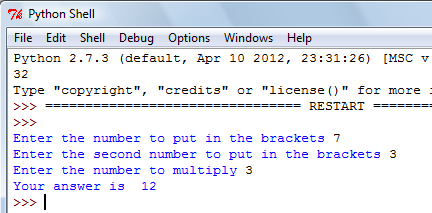 Python Shell
File Edit Shell Debug Options Windows Help
Python 2.7.3 (default, Apr 10 2012, 23:31:26) [MSC v
32
Type "copyright", "credits" or "license()" for more
>>> ================================ RESTART =======
>>>
Enter the number to put in the brackets 7
Enter the second number to put in the brackets 3
Enter the number to multiply 3
Your answer is  12
>>>